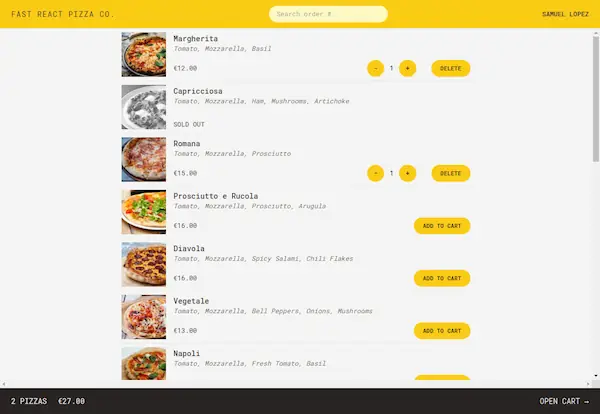 FAST REACT PIZZA CO.
Search order #
SAMUEL LOPEZ
Margherita
Tomato, Mozzarella, Basil
€12.00
- 1 +
DELETE
Capricciosa
Tomato, Mozzarella, Ham, Mushrooms, Artichoke
SOLD OUT
Romana
Tomato, Mozzarella, Prosciutto
€15.00
- 1 +
DELETE
Prosciutto e Rucola
Tomato, Mozzarella, Prosciutto, Arugula
€16.00
ADD TO CART
Diavola
Tomato, Mozzarella, Spicy Salami, Chili Flakes
€16.00
ADD TO CART
Vegetale
Tomato, Mozzarella, Bell Peppers, Onions, Mushrooms
€13.00
ADD TO CART
Napoli
Tomato, Mozzarella, Fresh Tomato, Basil
2 PIZZAS €27.00
OPEN CART →